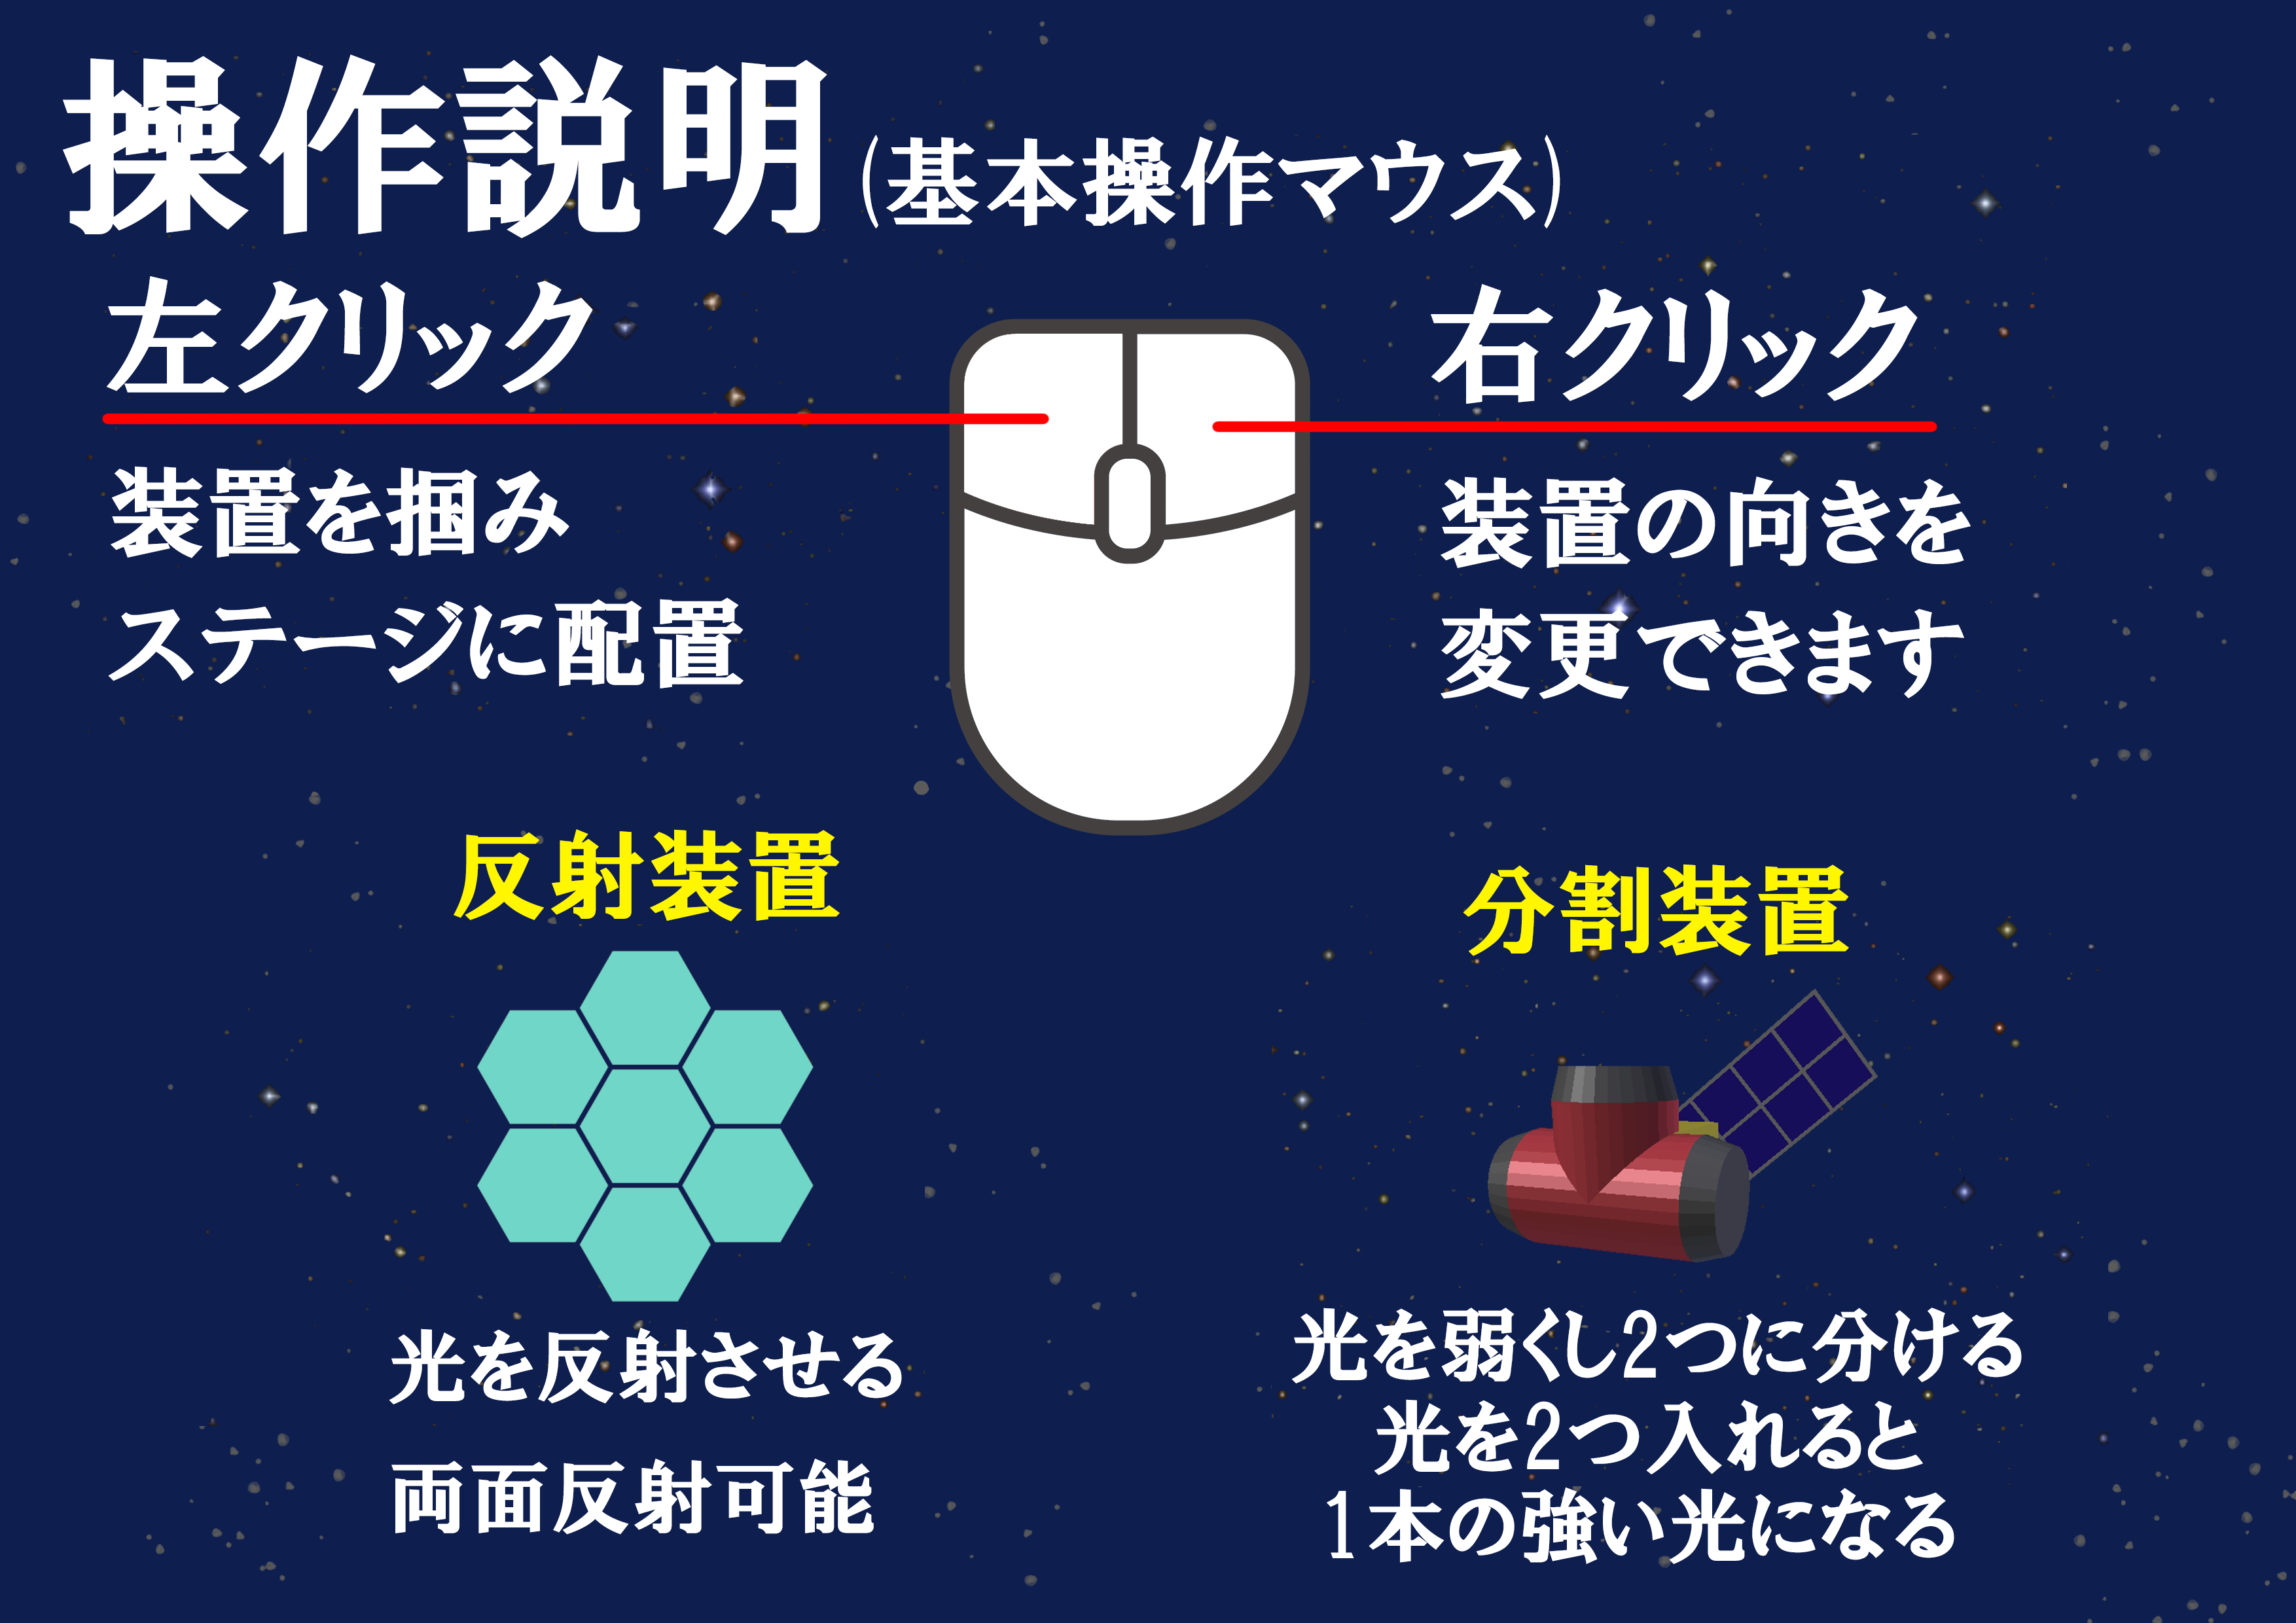 操作説明(基本操作マウス)
左クリック
装置を掴み
ステージに配置
右クリック
装置の向きを
変更できます
反射装置
光を反射させる
両面反射可能
分割装置
光を弱くし2つに分ける
光を2つ入れると
1本の強い光になる